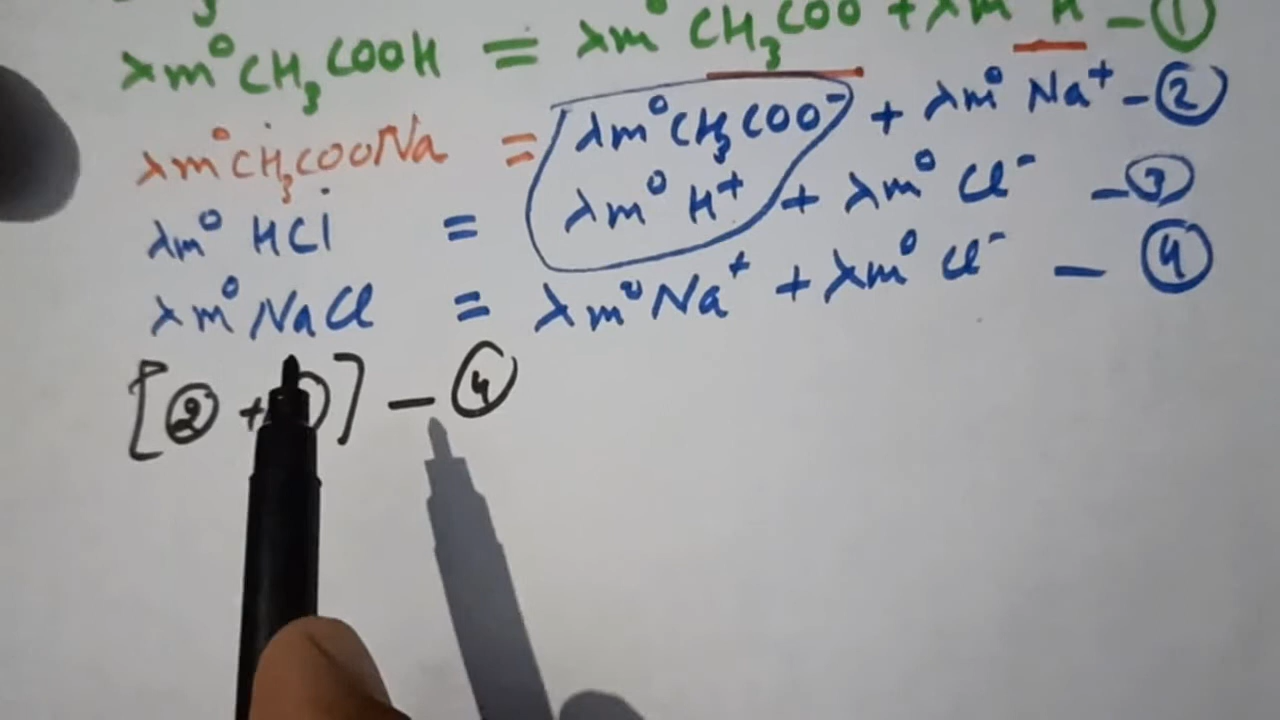 λm° CH₃COOH = λm° CH₃COO + λm H - ①
λm° CH₃COONa = λm° CH₃COO⁻ + λm° Na⁺ - ②
λm° HCl = λm° H⁺ + λm° Cl⁻ - ③
λm° NaCl = λm° Na⁺ + λm° Cl⁻ - ④
[② + ] - ④